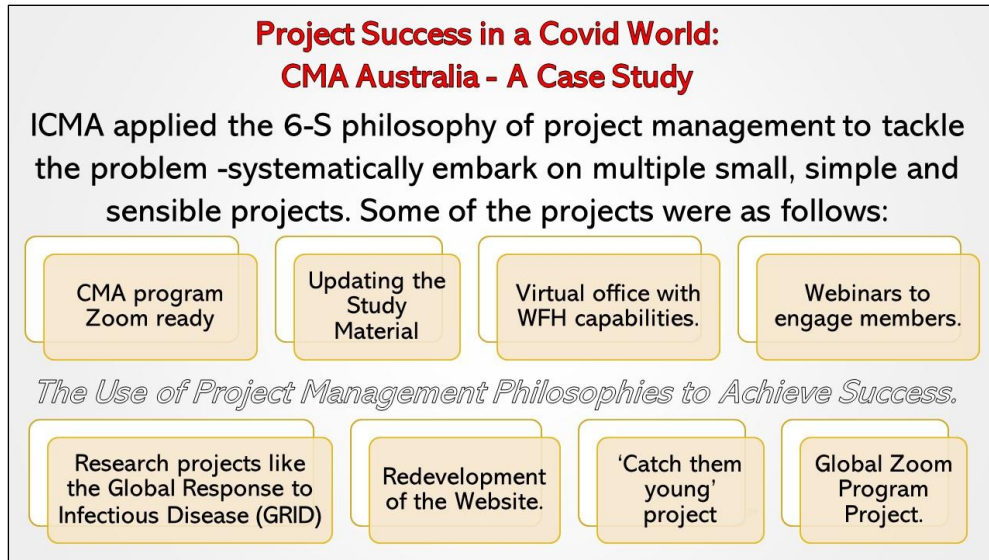 Project Success in a Covid World:
CMA Australia - A Case Study
ICMA applied the 6-S philosophy of project management to tackle
the problem -systematically embark on multiple small, simple and
sensible projects. Some of the projects were as follows:
CMA program
Zoom ready
Updating the
Study
Material
Virtual office with
WFH capabilities.
Webinars to
engage members.
The Use of Project Management Philosophies to Achieve Success.
Research projects like
the Global Response to
Infectious Disease (GRID)
Redevelopment
of the Website.
‘Catch them
young’
project
Global Zoom
Program
Project.